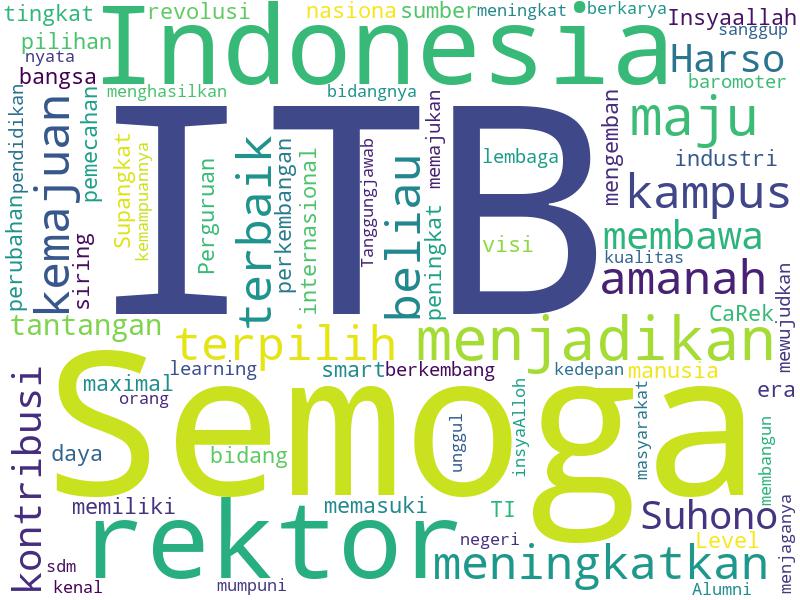 tingkat
revolusi
nasiona
sumber
meningkat
berkarya
Insyaallah
pilihan
Indonesia
sanggup
nyata
Harso
bangsa
menghasilkan
bidangnya
baromoter
perubahan
pendidikan
kemajuan
pemecahan
siring
ITB
Supangkat
kemampuannya
Perguruan
terbaik
perkembangan
internasional
Tanggungjawab
beliau
memajukan
peningkat
lembaga
visi
mengemban
maju
industri
kampus
membawa
kualitas
amanah
CaRek
mewujudkan
tantangan
terpilih
menjadikan
learning
smart
berkembang
kedepan
manusia
maximal
orang
era
kontribusi
Semoga
daya
bidang
unggul
insyaAlloh
masyarakat
membangun
memiliki
memasuki
TI
Suhono
rektor
negeri
Level
meningkatkan
menjaganya
sdm
kenal
mumpuni
Alumni